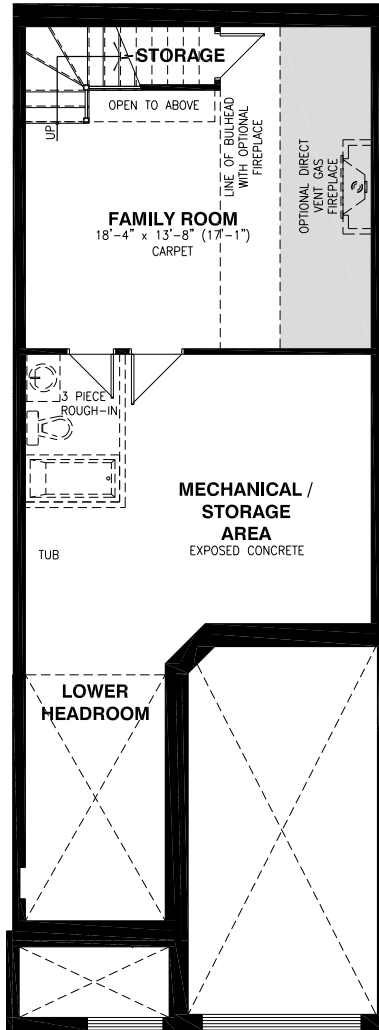 STORAGE
OPEN TO ABOVE
UP
LINE OF BULHEAD
WITH OPTIONAL
FIREPLACE
OPTIONAL DIRECT
VENT GAS
FIREPLACE
FAMILY ROOM
18'-4" x 13'-8" (17'-1")
CARPET
3 PIECE
ROUGH-IN
MECHANICAL /
STORAGE
AREA
EXPOSED CONCRETE
TUB
LOWER
HEADROOM